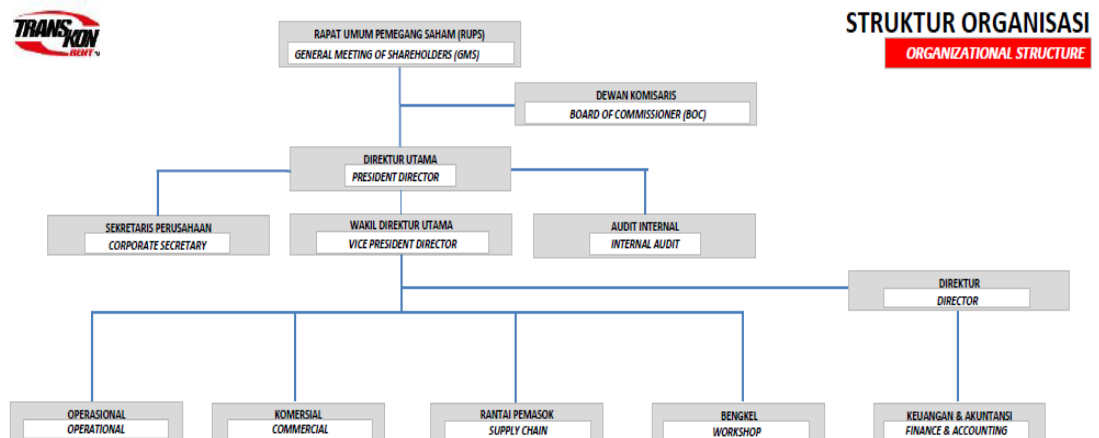 TRANSKON
RENT
STRUKTUR ORGANISASI
ORGANIZATIONAL STRUCTURE
RAPAT UMUM PEMEGANG SAHAM (RUPS)
GENERAL MEETING OF SHAREHOLDERS (GMS)
DEWAN KOMISARIS
BOARD OF COMMISSIONER (BOC)
DIREKTUR UTAMA
PRESIDENT DIRECTOR
SEKRETARIS PERUSAHAAN
CORPORATE SECRETARY
WAKIL DIREKTUR UTAMA
VICE PRESIDENT DIRECTOR
AUDIT INTERNAL
INTERNAL AUDIT
DIREKTUR
DIRECTOR
OPERASIONAL
OPERATIONAL
KOMERSIAL
COMMERCIAL
RANTAI PEMASOK
SUPPLY CHAIN
BENGKEL
WORKSHOP
KEUANGAN & AKUNTANSI
FINANCE & ACCOUNTING